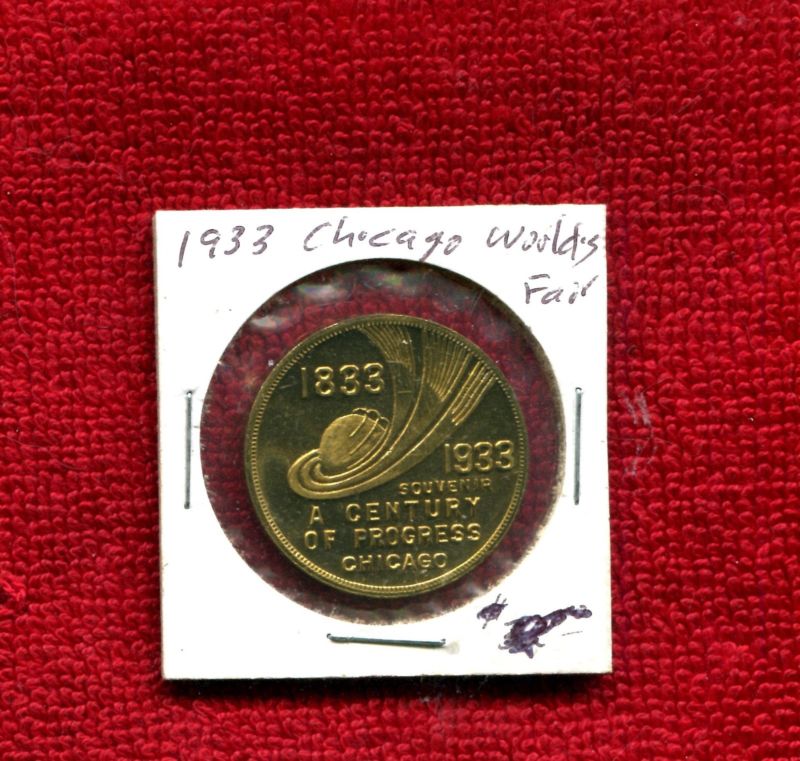 1933 Chicago World's
Fair
1833
1933
SOUVENIR
A CENTURY
OF PROGRESS
CHICAGO
$